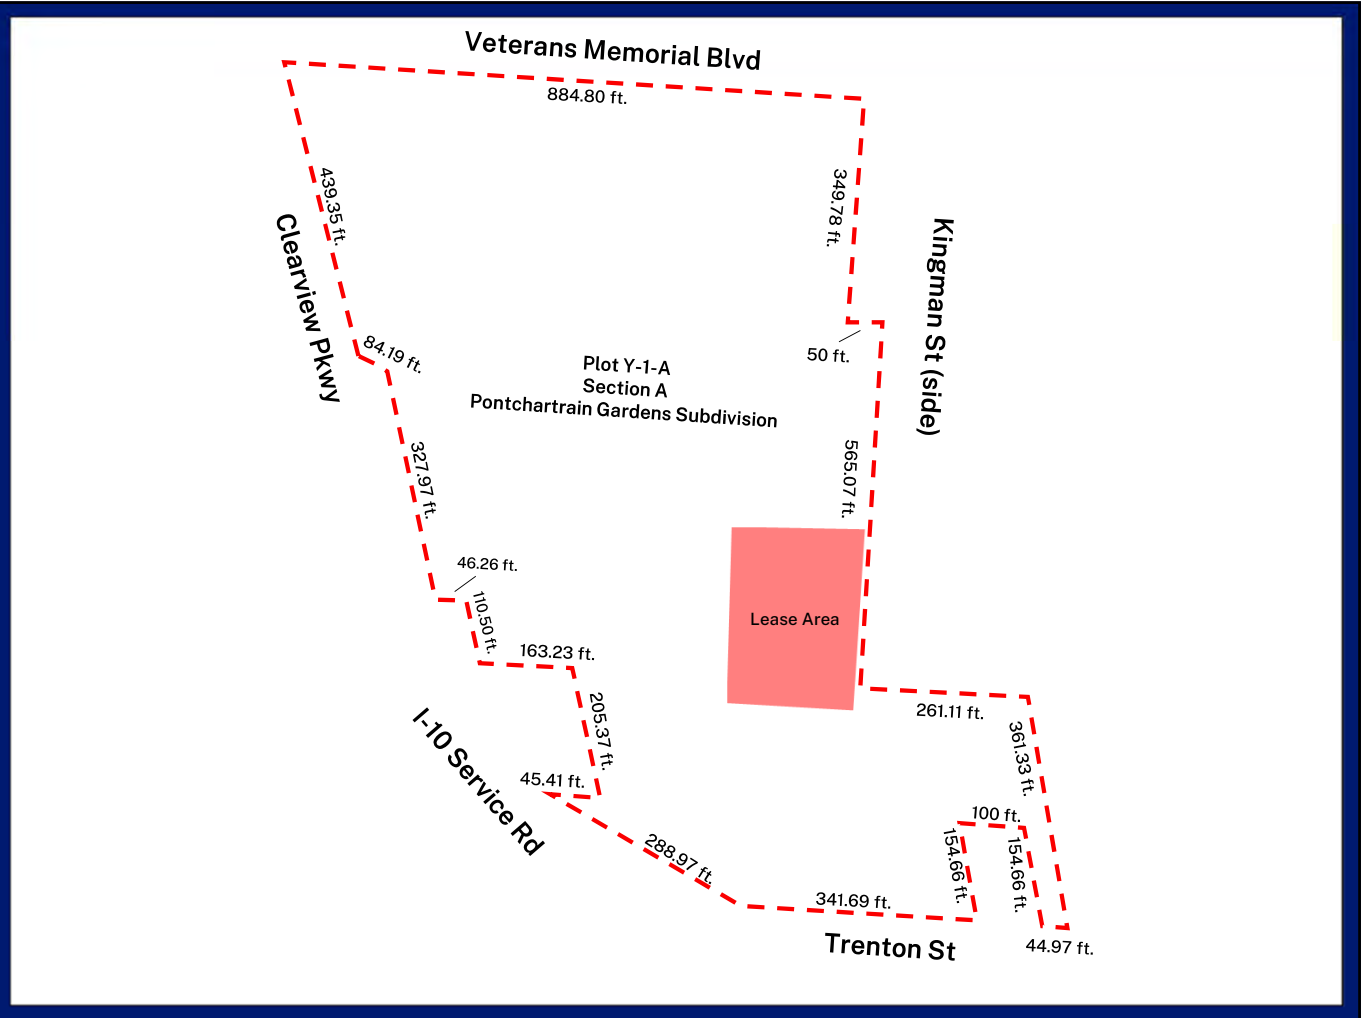 Veterans Memorial Blvd
884.80 ft.
439.35 ft.
349.78 ft.
Clearview Pkwy
Kingman St (side)
84.19 ft.
50 ft.
Plot Y-1-A
Section A
Pontchartrain Gardens Subdivision
327.97 ft.
565.07 ft.
46.26 ft.
110.50 ft.
Lease Area
163.23 ft.
205.37 ft.
261.11 ft.
I-10 Service Rd
45.41 ft.
361.33 ft.
100 ft.
288.97 ft.
154.66 ft.
154.66 ft.
341.69 ft.
Trenton St
44.97 ft.